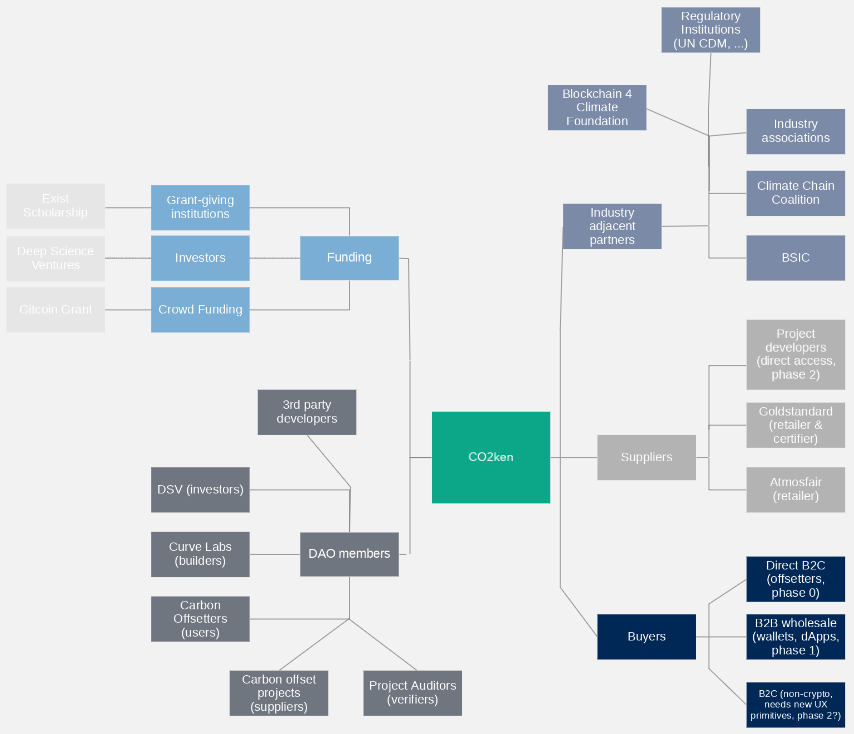 Regulatory
Institutions
(UN CDM, ...)
Blockchain 4
Climate
Foundation
Industry
associations
Climate Chain
Coalition
Industry
adjacent
partners
BSIC
Exist
Scholarship
Grant-giving
institutions
Deep Science
Ventures
Investors
Funding
Gitcoin Grant
Crowd Funding
Project
developers
(direct access,
phase 2)
Goldstandard
(retailer &
certifier)
Suppliers
Atmosfair
(retailer)
CO2ken
3rd party
developers
DSV (investors)
Curve Labs
(builders)
DAO members
Carbon
Offsetters
(users)
Carbon offset
projects
(suppliers)
Project Auditors
(verifiers)
Direct B2C
(offsetters,
phase 0)
Buyers
B2B wholesale
(wallets, dApps,
phase 1)
B2C (non-crypto,
needs new UX
primitives, phase 2?)